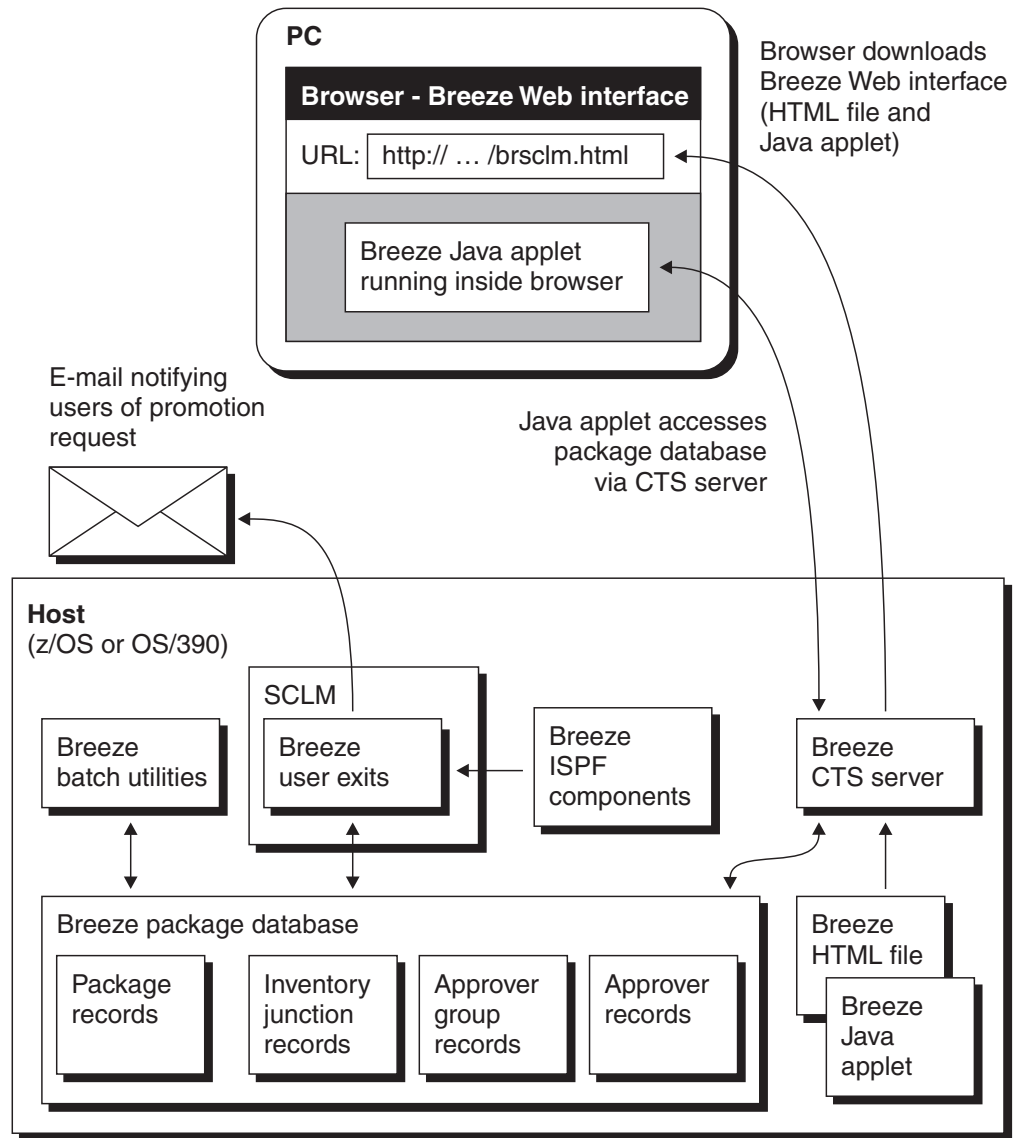 PC
Browser - Breeze Web interface
URL: http:// … /brsclm.html
Breeze Java applet
running inside browser
Browser downloads
Breeze Web interface
(HTML file and
Java applet)
E-mail notifying
users of promotion
request
Java applet accesses
package database
via CTS server
Host
(z/OS or OS/390)
Breeze
batch utilities
SCLM
Breeze
user exits
Breeze
ISPF
components
Breeze
CTS server
Breeze package database
Package
records
Inventory
junction
records
Approver
group
records
Approver
records
Breeze
HTML file
Breeze
Java
applet